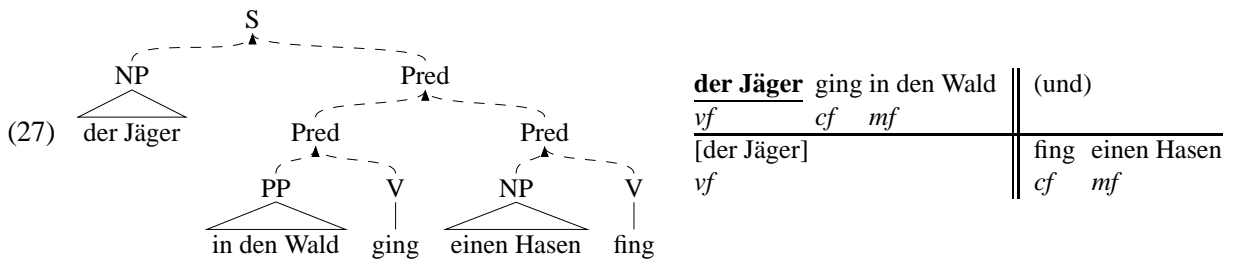 S
NP Pred
(27) der Jäger Pred Pred
PP V NP V
in den Wald ging einen Hasen fing
der Jäger ging in den Wald (und)
vf cf mf
[der Jäger] fing einen Hasen
vf cf mf